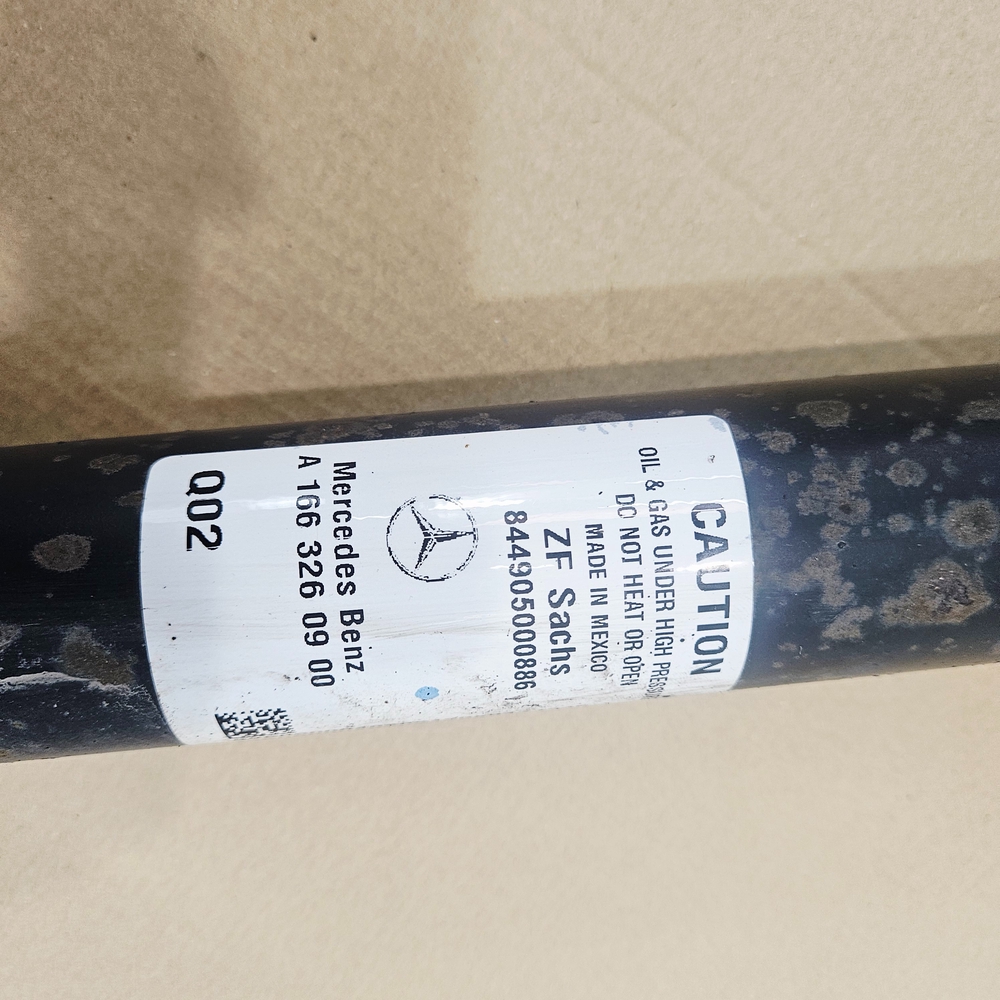 CAUTION
OIL & GAS UNDER HIGH
DO NOT HEAT OR OPEN
MADE IN MEXICO
ZF Sachs
844905000886
Mercedes Benz
A 166 326 09 00
Q02